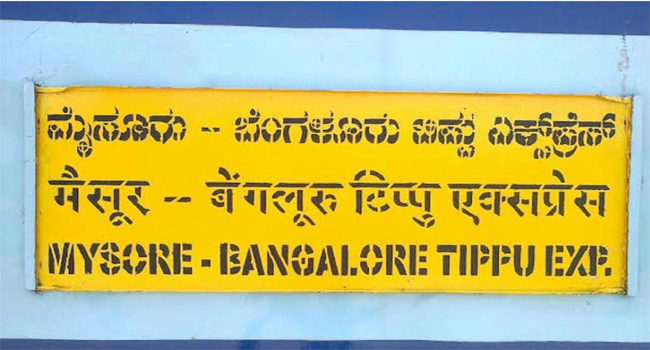 ಮೈಸೂರು -- ಬೆಂಗಳೂರು ಟಿಪ್ಪು ಎಕ್ಸ್‌ಪ್ರೆಸ್
मैसूर -- बेंगलूरु टिप्पु एक्सप्रेस
MYSORE - BANGALORE TIPPU EXP.